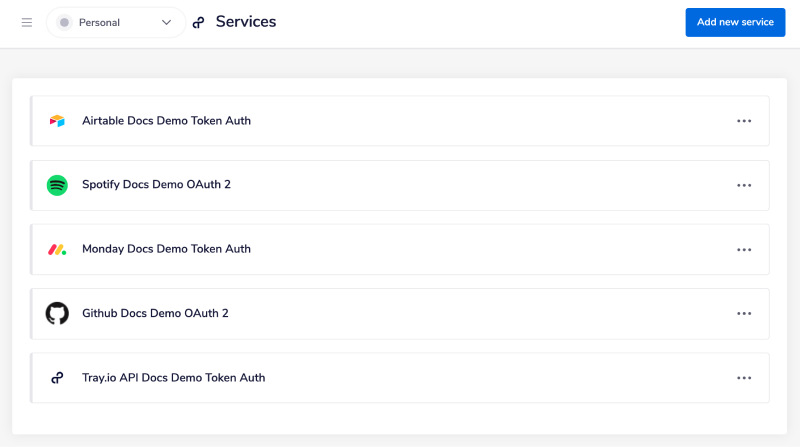 Personal
Services
Add new service
Airtable Docs Demo Token Auth
Spotify Docs Demo OAuth 2
Monday Docs Demo Token Auth
Github Docs Demo OAuth 2
Tray.io API Docs Demo Token Auth